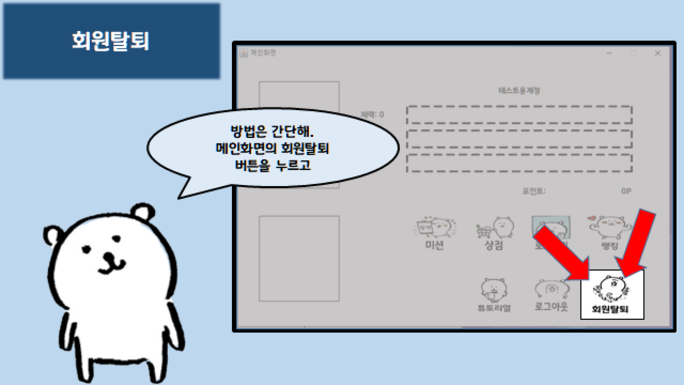 회원탈퇴
메인화면
테스트용계정
체력: 0
방법은 간단해.
메인화면의 회원탈퇴
버튼을 누르고
포인트: 0P
미션 상점 랭킹
튜토리얼 로그아웃 회원탈퇴